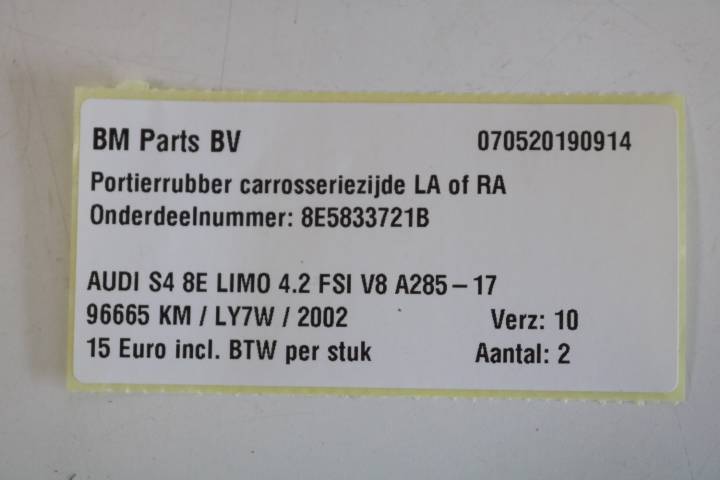 BM Parts BV 070520190914
Portierrubber carrosseriezijde LA of RA
Onderdeelnummer: 8E5833721B
AUDI S4 8E LIMO 4.2 FSI V8 A285-17
96665 KM / LY7W / 2002 Verz: 10
15 Euro incl. BTW per stuk Aantal: 2